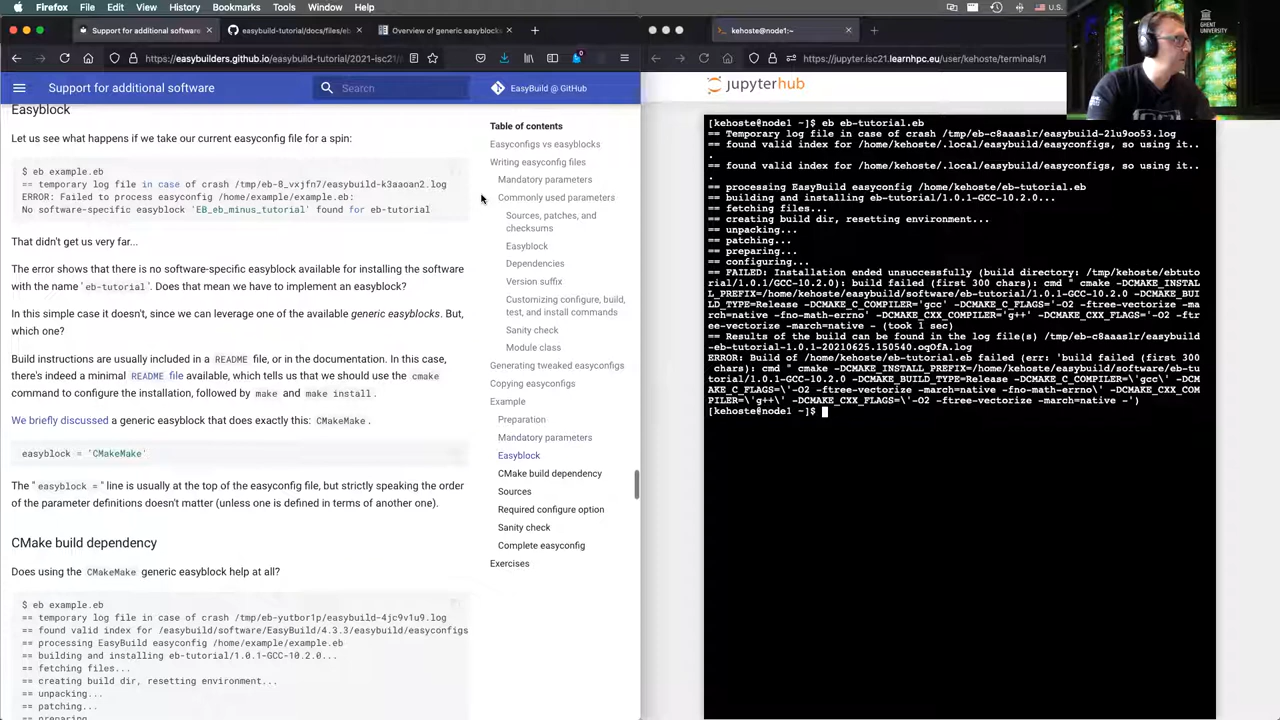 Firefox File Edit View History Bookmarks Tools Window Help
U.S.
GHENT
UNIVERSITY
Support for additional software ×
easybuild-tutorial/docs/files/eb ×
Overview of generic easyblocks ×
+
https://easybuilders.github.io/easybuild-tutorial/2021-isc21/
Support for additional software
Search
EasyBuild @ GitHub
Easyblock
Let us see what happens if we take our current easyconfig file for a spin:
$ eb example.eb
== temporary log file in case of crash /tmp/eb-8_vxjfn7/easybuild-k3aaoan2.log
ERROR: Failed to process easyconfig /home/example/example.eb:
No software-specific easyblock 'EB_eb_minus_tutorial' found for eb-tutorial
That didn't get us very far...
The error shows that there is no software-specific easyblock available for installing the software
with the name 'eb-tutorial'. Does that mean we have to implement an easyblock?
In this simple case it doesn't, since we can leverage one of the available generic easyblocks. But,
which one?
Build instructions are usually included in a README file, or in the documentation. In this case,
there's indeed a minimal README file available, which tells us that we should use the cmake
command to configure the installation, followed by make and make install.
We briefly discussed a generic easyblock that does exactly this: CMakeMake.
easyblock = 'CMakeMake'
The "easyblock =" line is usually at the top of the easyconfig file, but strictly speaking the order
of the parameter definitions doesn't matter (unless one is defined in terms of another one).
CMake build dependency
Does using the CMakeMake generic easyblock help at all?
$ eb example.eb
== temporary log file in case of crash /tmp/eb-yutbor1p/easybuild-4jc9v1u9.log
== found valid index for /easybuild/software/EasyBuild/4.3.3/easybuild/easyconfigs
== processing EasyBuild easyconfig /home/example/example.eb
== building and installing eb-tutorial/1.0.1-GCC-10.2.0...
== fetching files...
== creating build dir, resetting environment...
== unpacking...
== patching...
== preparing
Table of contents
Easyconfigs vs easyblocks
Writing easyconfig files
Mandatory parameters
Commonly used parameters
Sources, patches, and
checksums
Easyblock
Dependencies
Version suffix
Customizing configure, build,
test, and install commands
Sanity check
Module class
Generating tweaked easyconfigs
Copying easyconfigs
Example
Preparation
Mandatory parameters
Easyblock
CMake build dependency
Sources
Required configure option
Sanity check
Complete easyconfig
Exercises
kehoste@node1:~ ×
+
https://jupyter.isc21.learnhpc.eu/user/kehoste/terminals/1
jupyterhub
[kehoste@node1 ~]$ eb eb-tutorial.eb
== Temporary log file in case of crash /tmp/eb-c8aaaslr/easybuild-2lu9oo53.log
== found valid index for /home/kehoste/.local/easybuild/easyconfigs, so using it..
.
== found valid index for /home/kehoste/.local/easybuild/easyconfigs, so using it..
.
== processing EasyBuild easyconfig /home/kehoste/eb-tutorial.eb
== building and installing eb-tutorial/1.0.1-GCC-10.2.0...
== fetching files...
== creating build dir, resetting environment...
== unpacking...
== patching...
== preparing...
== configuring...
== FAILED: Installation ended unsuccessfully (build directory: /tmp/kehoste/ebtuto
rial/1.0.1/GCC-10.2.0): build failed (first 300 chars): cmd " cmake -DCMAKE_INSTAL
L_PREFIX=/home/kehoste/easybuild/software/eb-tutorial/1.0.1-GCC-10.2.0 -DCMAKE_BUI
LD_TYPE=Release -DCMAKE_C_COMPILER='gcc' -DCMAKE_C_FLAGS='-O2 -ftree-vectorize -ma
rch=native -fno-math-errno' -DCMAKE_CXX_COMPILER='g++' -DCMAKE_CXX_FLAGS='-O2 -ftr
ee-vectorize -march=native - (took 1 sec)
== Results of the build can be found in the log file(s) /tmp/eb-c8aaaslr/easybuild
-eb-tutorial-1.0.1-20210625.150540.ogOfA.log
ERROR: Build of /home/kehoste/eb-tutorial.eb failed (err: 'build failed (first 300
chars): cmd " cmake -DCMAKE_INSTALL_PREFIX=/home/kehoste/easybuild/software/eb-tu
torial/1.0.1-GCC-10.2.0 -DCMAKE_BUILD_TYPE=Release -DCMAKE_C_COMPILER=\'gcc\' -DCM
AKE_C_FLAGS=\'-O2 -ftree-vectorize -march=native -fno-math-errno\' -DCMAKE_CXX_COM
PILER=\'g++\' -DCMAKE_CXX_FLAGS=\'-O2 -ftree-vectorize -march=native -')
[kehoste@node1 ~]$